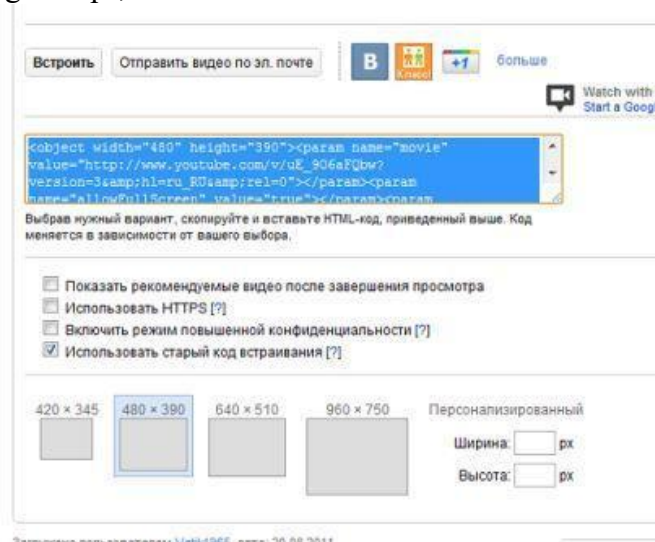 Встроить Отправить видео по эл. почте В Класс! +1 больше
Watch with
Start a Goog
<object width="480" height="390"><param name="movie"
value="http://www.youtube.com/v/uE_9O6aFQbw?
version=3&amp;hl=ru_RU&amp;rel=0"></param><param
name="allowFullScreen" value="true"></param><param
Выбрав нужный вариант, скопируйте и вставьте HTML-код, приведенный выше. Код
меняется в зависимости от вашего выбора.
Показать рекомендуемые видео после завершения просмотра
Использовать HTTPS [?]
Включить режим повышенной конфиденциальности [?]
Использовать старый код встраивания [?]
420 × 345 480 × 390 640 × 510 960 × 750 Персонализированный
Ширина: px
Высота: px